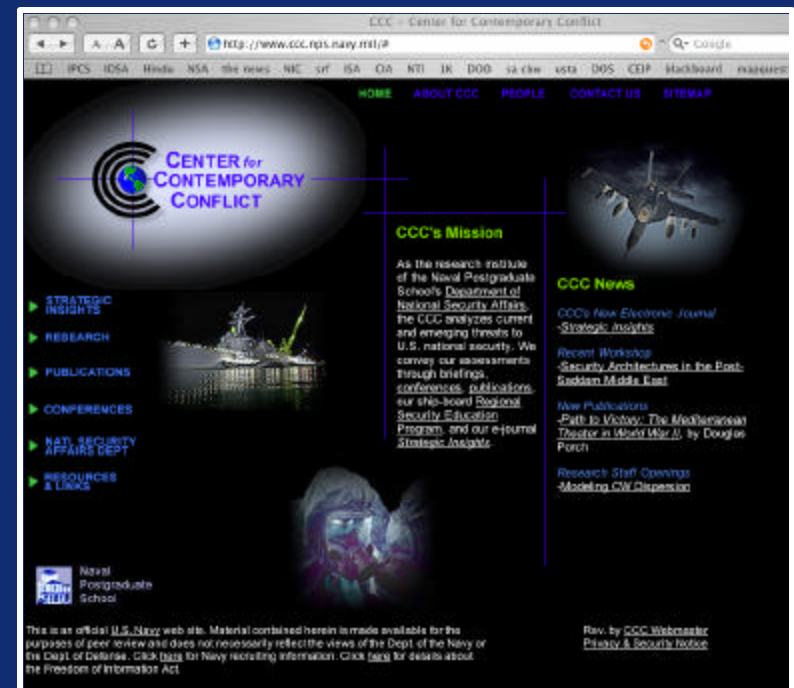 CCC - Center for Contemporary Conflict
A A C + http://www.ccc.nps.navy.mil/# Q- Google
IPCS IDSA Hindu NSA the news NIC srf ISA CIA NTI IK DOD sa cbw usta DOS CEIP blackboard mapquest
HOME ABOUT CCC PEOPLE CONTACT US SITEMAP
CENTER for
CONTEMPORARY
CONFLICT
STRATEGIC
INSIGHTS
RESEARCH
PUBLICATIONS
CONFERENCES
NATL SECURITY
AFFAIRS DEPT
RESOURCES
& LINKS
CCC's Mission
As the research institute
of the Naval Postgraduate
School's Department of
National Security Affairs,
the CCC analyzes current
and emerging threats to
U.S. national security. We
convey our assessments
through briefings,
conferences, publications,
our ship-board Regional
Security Education
Program, and our e-journal
Strategic Insights.
CCC News
CCC's New Electronic Journal
-Strategic Insights
Recent Workshop
-Security Architectures in the Post-
Saddam Middle East
New Publications
-Path to Victory: The Mediterranean
Theater in World War II, by Douglas
Porch
Research Staff Openings
-Modeling CW Dispersion
Naval
Postgraduate
School
This is an official U.S. Navy web site. Material contained herein is made available for the
purposes of peer review and does not necessarily reflect the views of the Dept. of the Navy or
the Dept. of Defense. Click here for Navy recruiting information. Click here for details about
the Freedom of Information Act.
Rev. by CCC Webmaster
Privacy & Security Notice